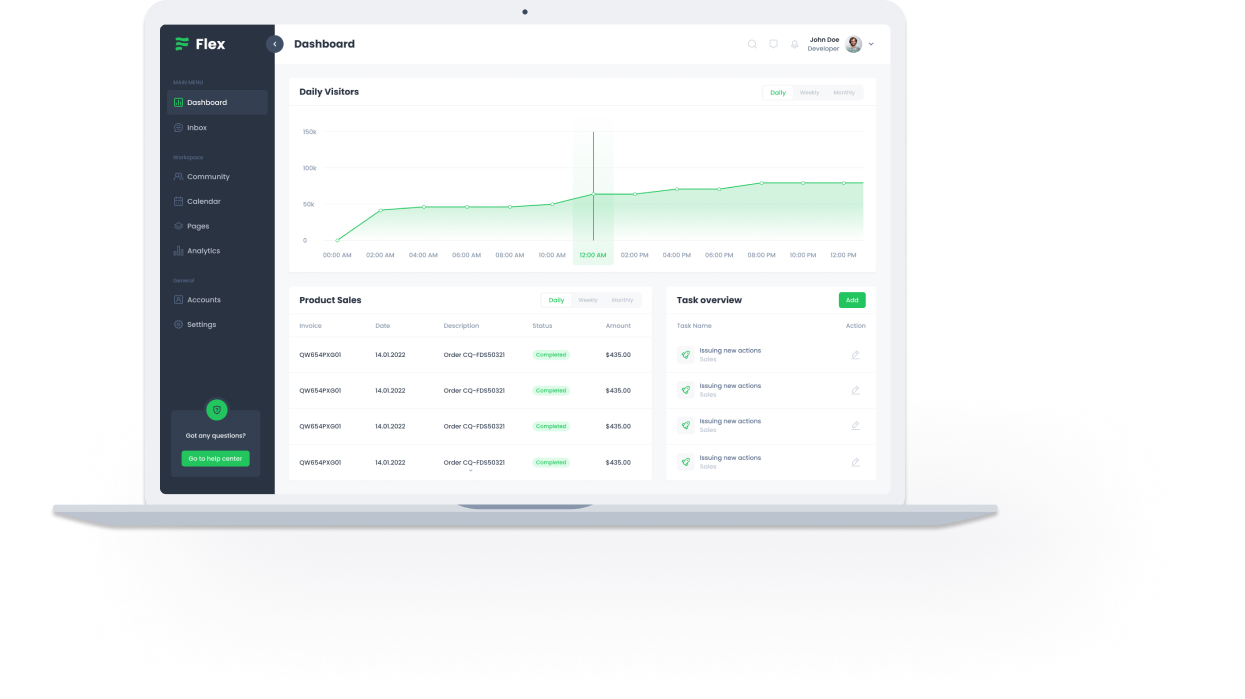 Flex
Dashboard
John Doe
Developer
MAIN MENU
Dashboard
Inbox
Workspace
Community
Calendar
Pages
Analytics
General
Accounts
Settings
Got any questions?
Go to help center
Daily Visitors
Daily Weekly Monthly
150k
100k
50k
0
00:00 AM 02:00 AM 04:00 AM 06:00 AM 08:00 AM 10:00 AM 12:00 AM 02:00 PM 04:00 PM 06:00 PM 08:00 PM 10:00 PM 12:00 PM
Product Sales
Daily Weekly Monthly
Invoice Date Description Status Amount
QW654PXG01 14.01.2022 Order CQ-FDS50321 Completed $435.00
QW654PXG01 14.01.2022 Order CQ-FDS50321 Completed $435.00
QW654PXG01 14.01.2022 Order CQ-FDS50321 Completed $435.00
QW654PXG01 14.01.2022 Order CQ-FDS50321 Completed $435.00
Task overview
Add
Task Name Action
Issuing new actions
Sales
Issuing new actions
Sales
Issuing new actions
Sales
Issuing new actions
Sales